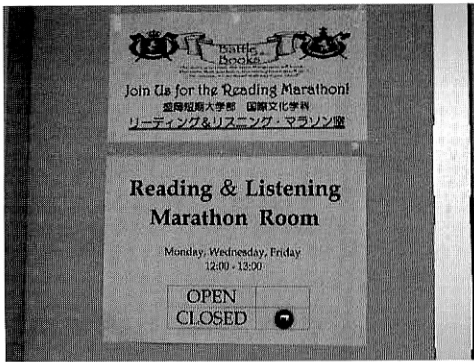 Battle
Books
Join Us for the Reading Marathon!
盛岡短期大学部 国際文化学科
リーディング&リスニング・マラソン室
Reading & Listening
Marathon Room
Monday, Wednesday, Friday
12:00 - 13:00
OPEN
CLOSED